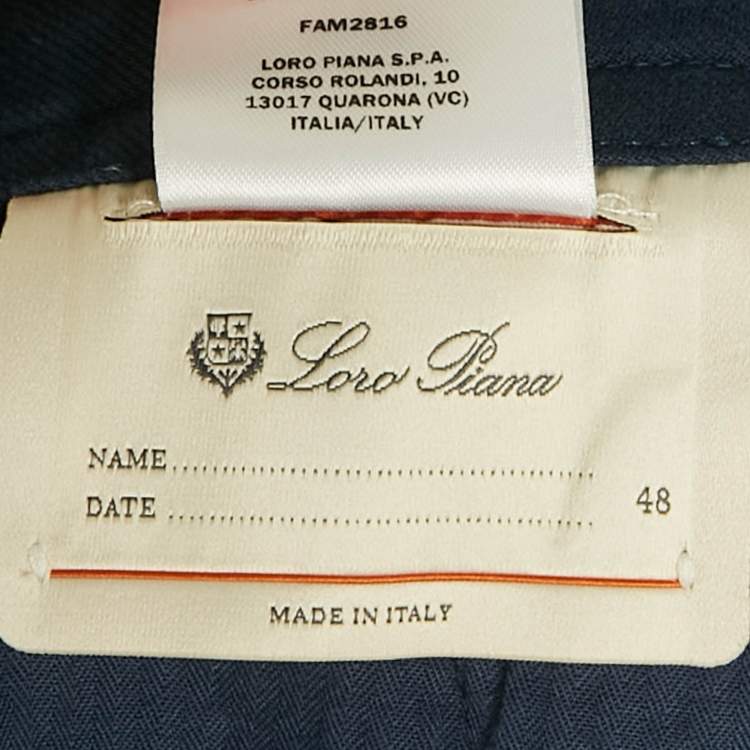 FAM2816
LORO PIANA S.P.A.
CORSO ROLANDI, 10
13017 QUARONA (VC)
ITALIA/ITALY
Loro Piana
NAME
DATE
48
MADE IN ITALY